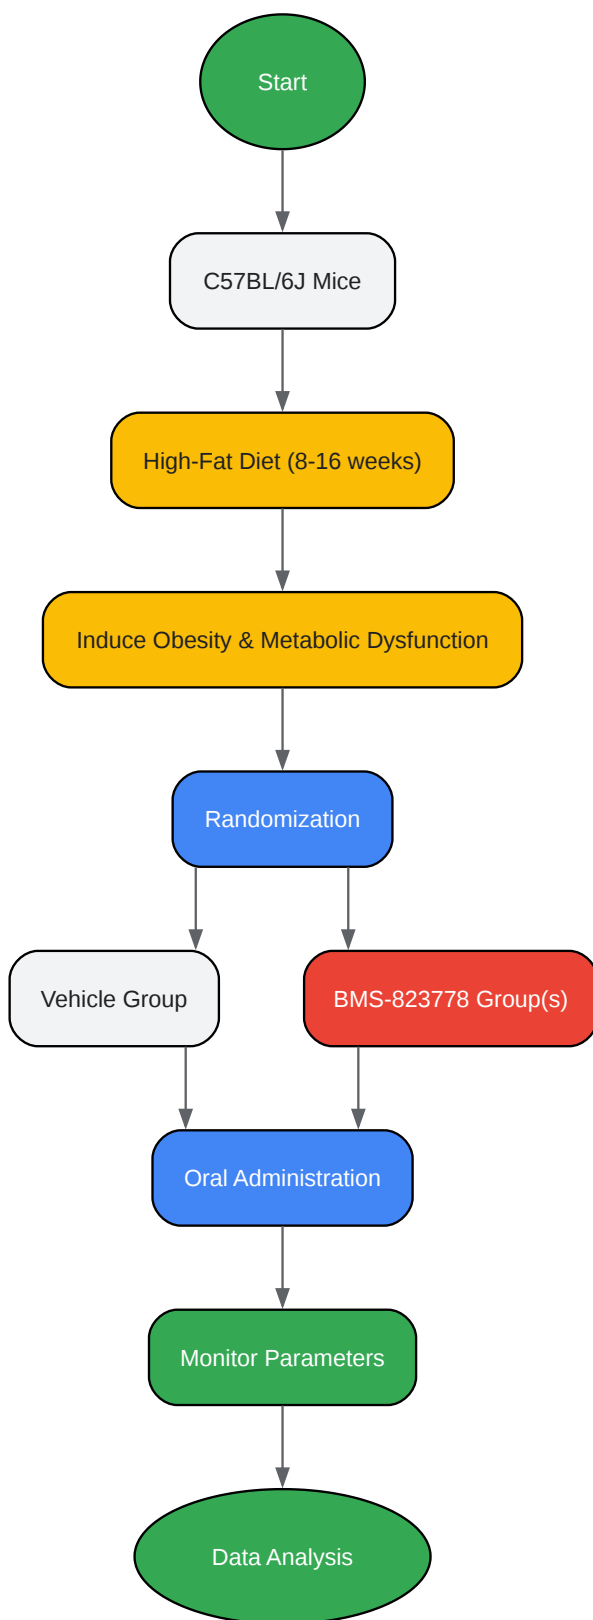 Start
C57BL/6J Mice
High-Fat Diet (8-16 weeks)
Induce Obesity & Metabolic Dysfunction
Randomization
Vehicle Group
BMS-823778 Group(s)
Oral Administration
Monitor Parameters
Data Analysis